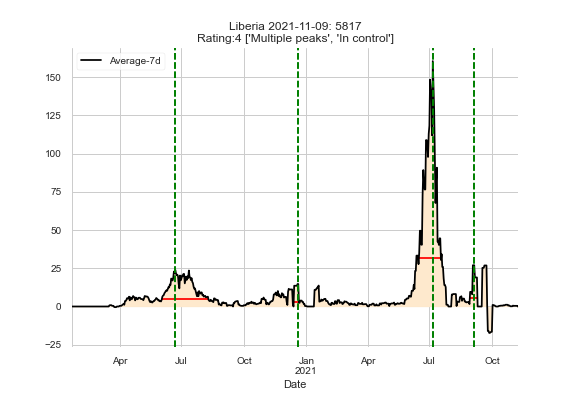 Liberia 2021-11-09: 5817
Rating:4 ['Multiple peaks', 'In control']
Average-7d
150
125
100
75
50
25
0
−25
Apr
Jul
Oct
Jan
2021
Apr
Jul
Oct
Date